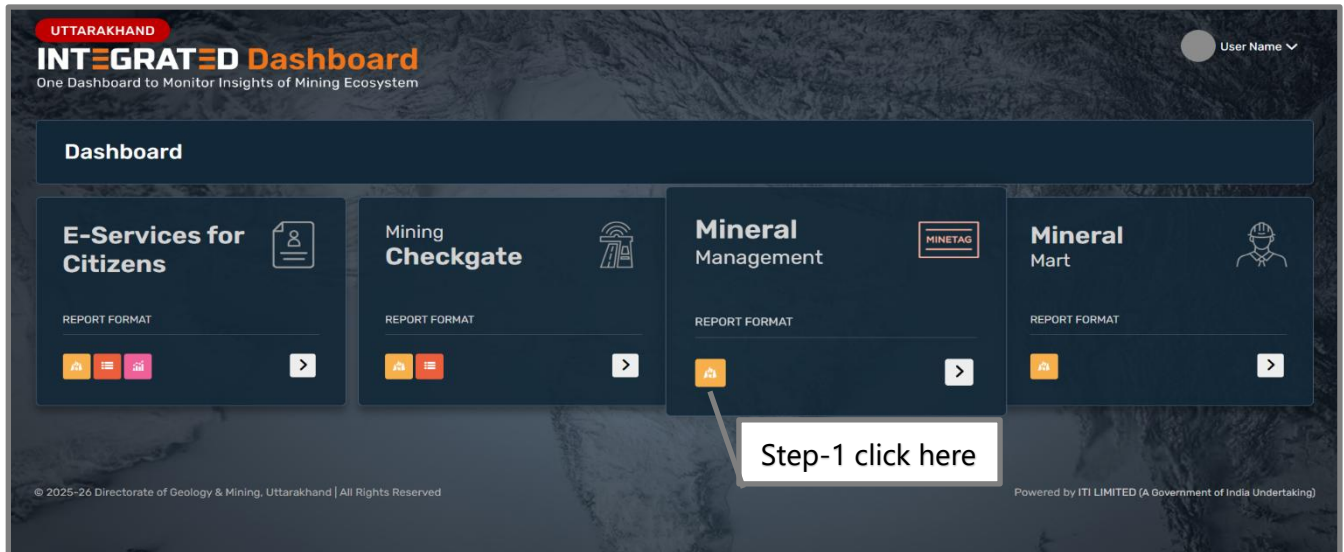 UTTARAKHAND
INTEGRATED Dashboard
One Dashboard to Monitor Insights of Mining Ecosystem
User Name
Dashboard
E-Services for
Citizens
REPORT FORMAT
Mining
Checkgate
REPORT FORMAT
Mineral
Management
MINETAG
REPORT FORMAT
Mineral
Mart
REPORT FORMAT
Step-1 click here
© 2025-26 Directorate of Geology & Mining, Uttarakhand | All Rights Reserved
Powered by ITI LIMITED (A Government of India Undertaking)